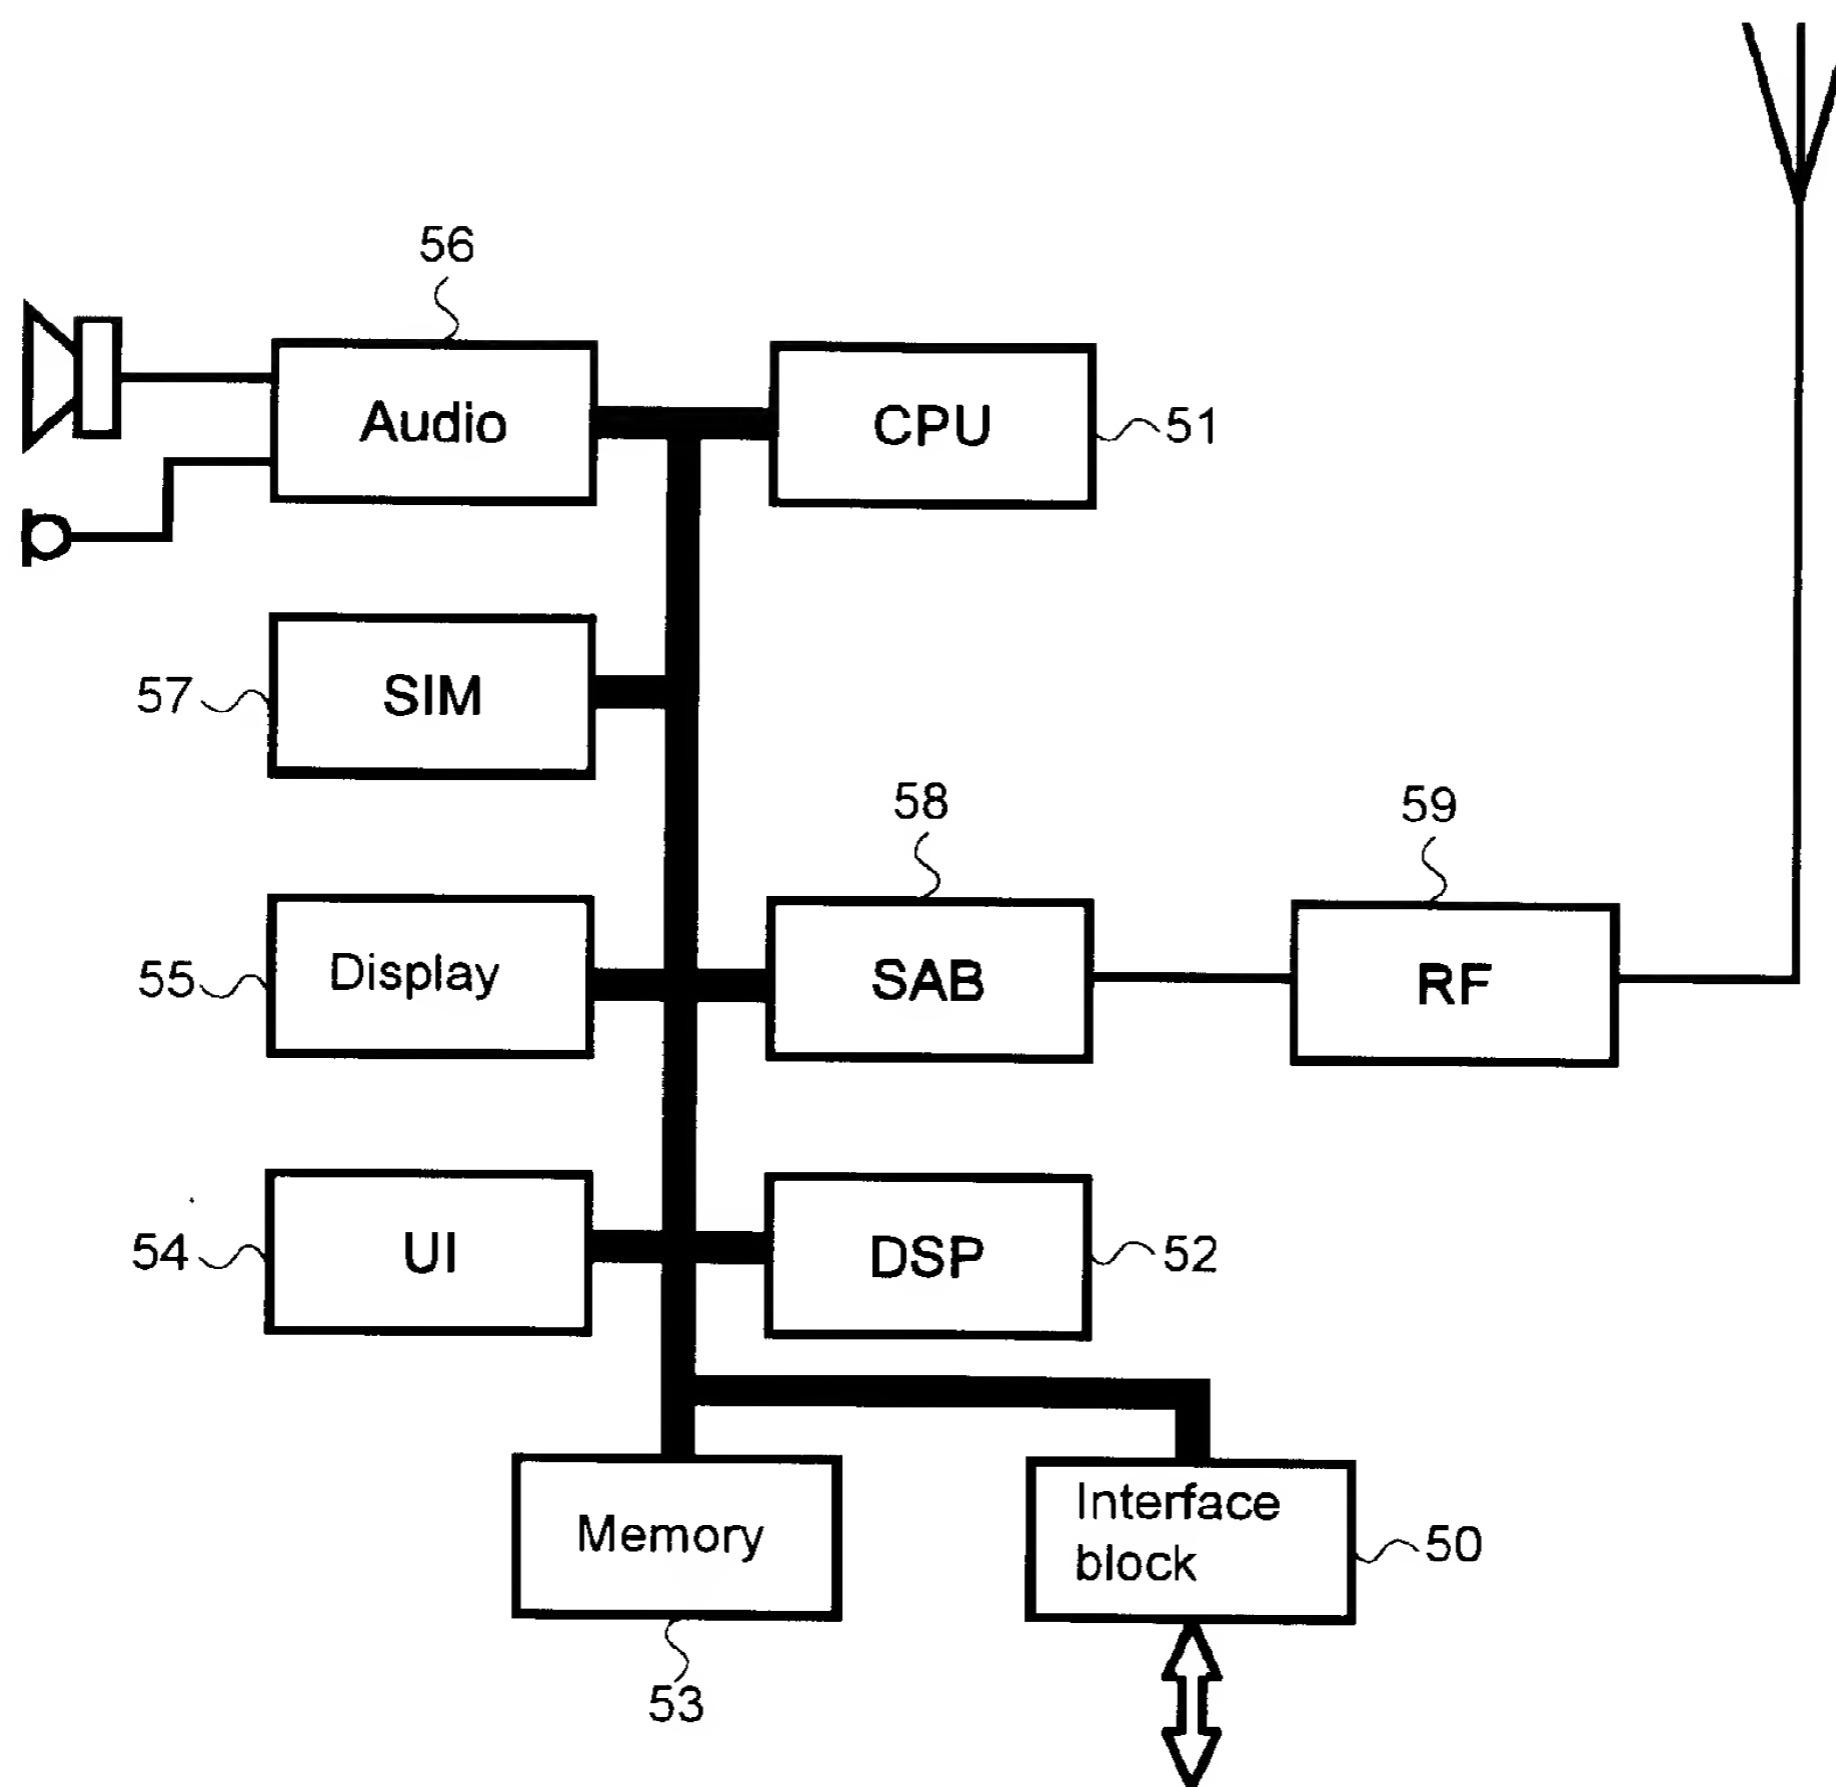 56
Audio
CPU
51
57
SIM
58
59
55
Display
SAB
RF
54
UI
DSP
52
Memory
Interface
block
50
53